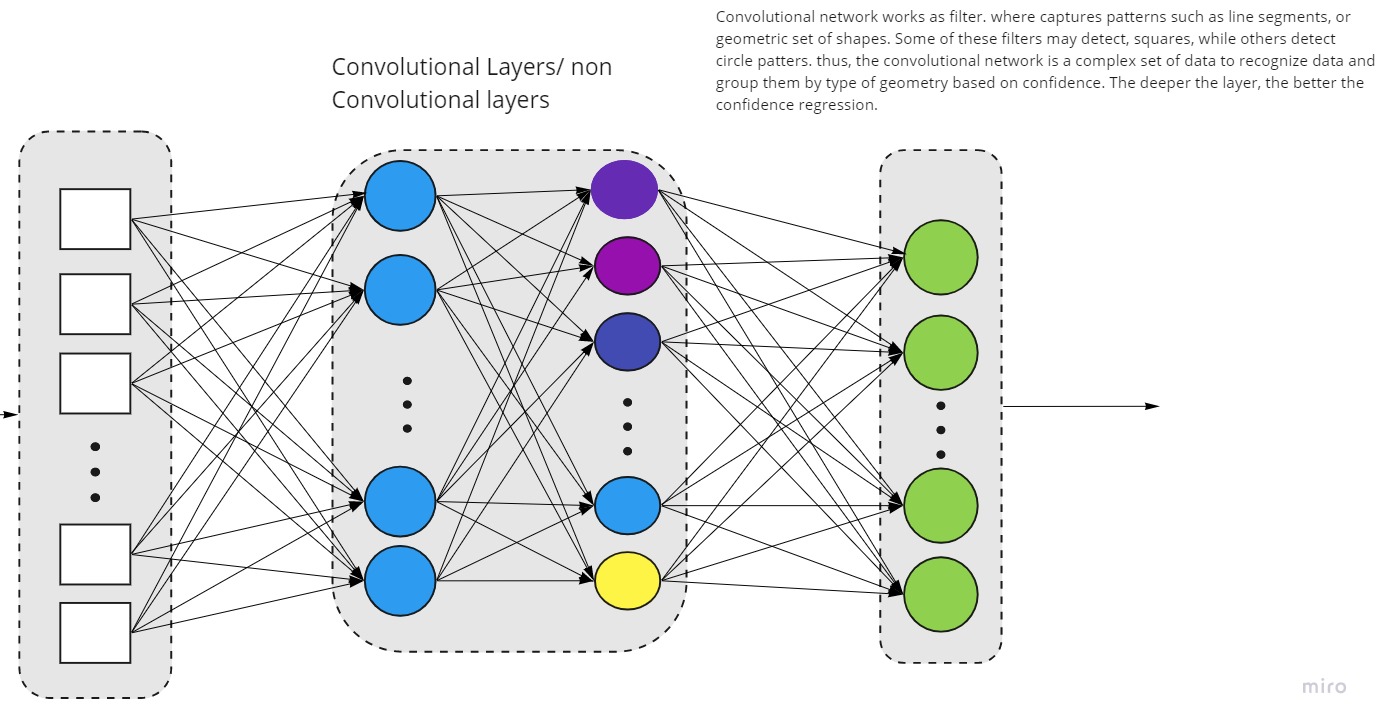 Convolutional network works as filter. where captures patterns such as line segments, or
geometric set of shapes. Some of these filters may detect, squares, while others detect
circle patters. thus, the convolutional network is a complex set of data to recognize data and
group them by type of geometry based on confidence. The deeper the layer, the better the
confidence regression.
Convolutional Layers/ non
Convolutional layers
miro